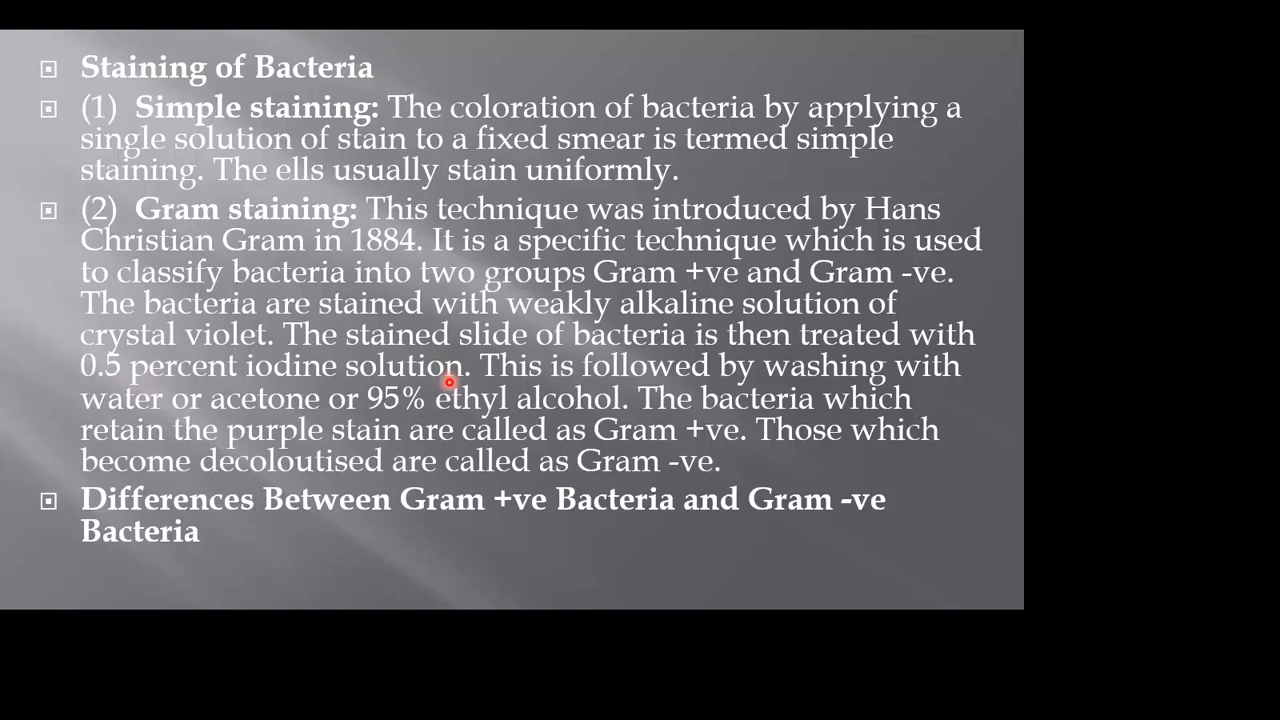 Staining of Bacteria
(1) Simple staining: The coloration of bacteria by applying a
single solution of stain to a fixed smear is termed simple
staining. The ells usually stain uniformly.
(2) Gram staining: This technique was introduced by Hans
Christian Gram in 1884. It is a specific technique which is used
to classify bacteria into two groups Gram +ve and Gram -ve.
The bacteria are stained with weakly alkaline solution of
crystal violet. The stained slide of bacteria is then treated with
0.5 percent iodine solution. This is followed by washing with
water or acetone or 95% ethyl alcohol. The bacteria which
retain the purple stain are called as Gram +ve. Those which
become decoloutised are called as Gram -ve.
Differences Between Gram +ve Bacteria and Gram -ve
Bacteria